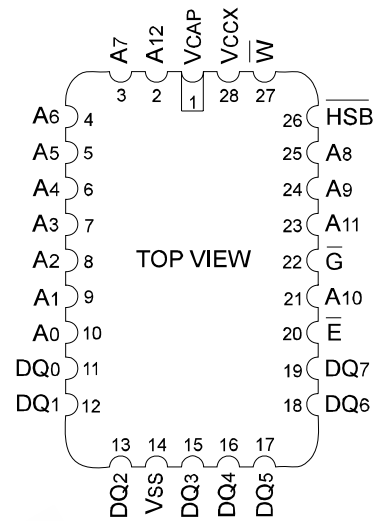 A7 A12 VCAP VCCX W̅
3 2 1 28 27
A6 4 26 H̅S̅B̅
A5 5 25 A8
A4 6 24 A9
A3 7 23 A11
A2 8 TOP VIEW 22 G̅
A1 9 21 A10
A0 10 20 E̅
DQ0 11 19 DQ7
DQ1 12 18 DQ6
13 14 15 16 17
DQ2 VSS DQ3 DQ4 DQ5